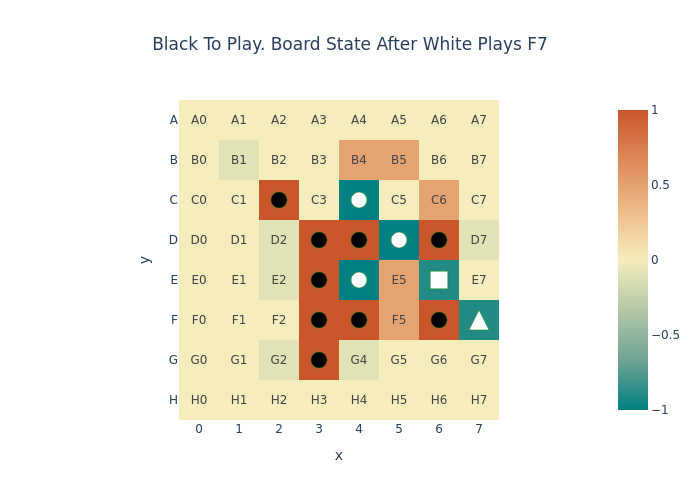 Black To Play. Board State After White Plays F7
A A0 A1 A2 A3 A4 A5 A6 A7
B B0 B1 B2 B3 B4 B5 B6 B7
C C0 C1 C3 C5 C6 C7
D D0 D1 D2 D7
E E0 E1 E2 E5 E7
F F0 F1 F2 F5
G G0 G1 G2 G4 G5 G6 G7
H H0 H1 H2 H3 H4 H5 H6 H7
0 1 2 3 4 5 6 7
x
y
1
0.5
0
−0.5
−1